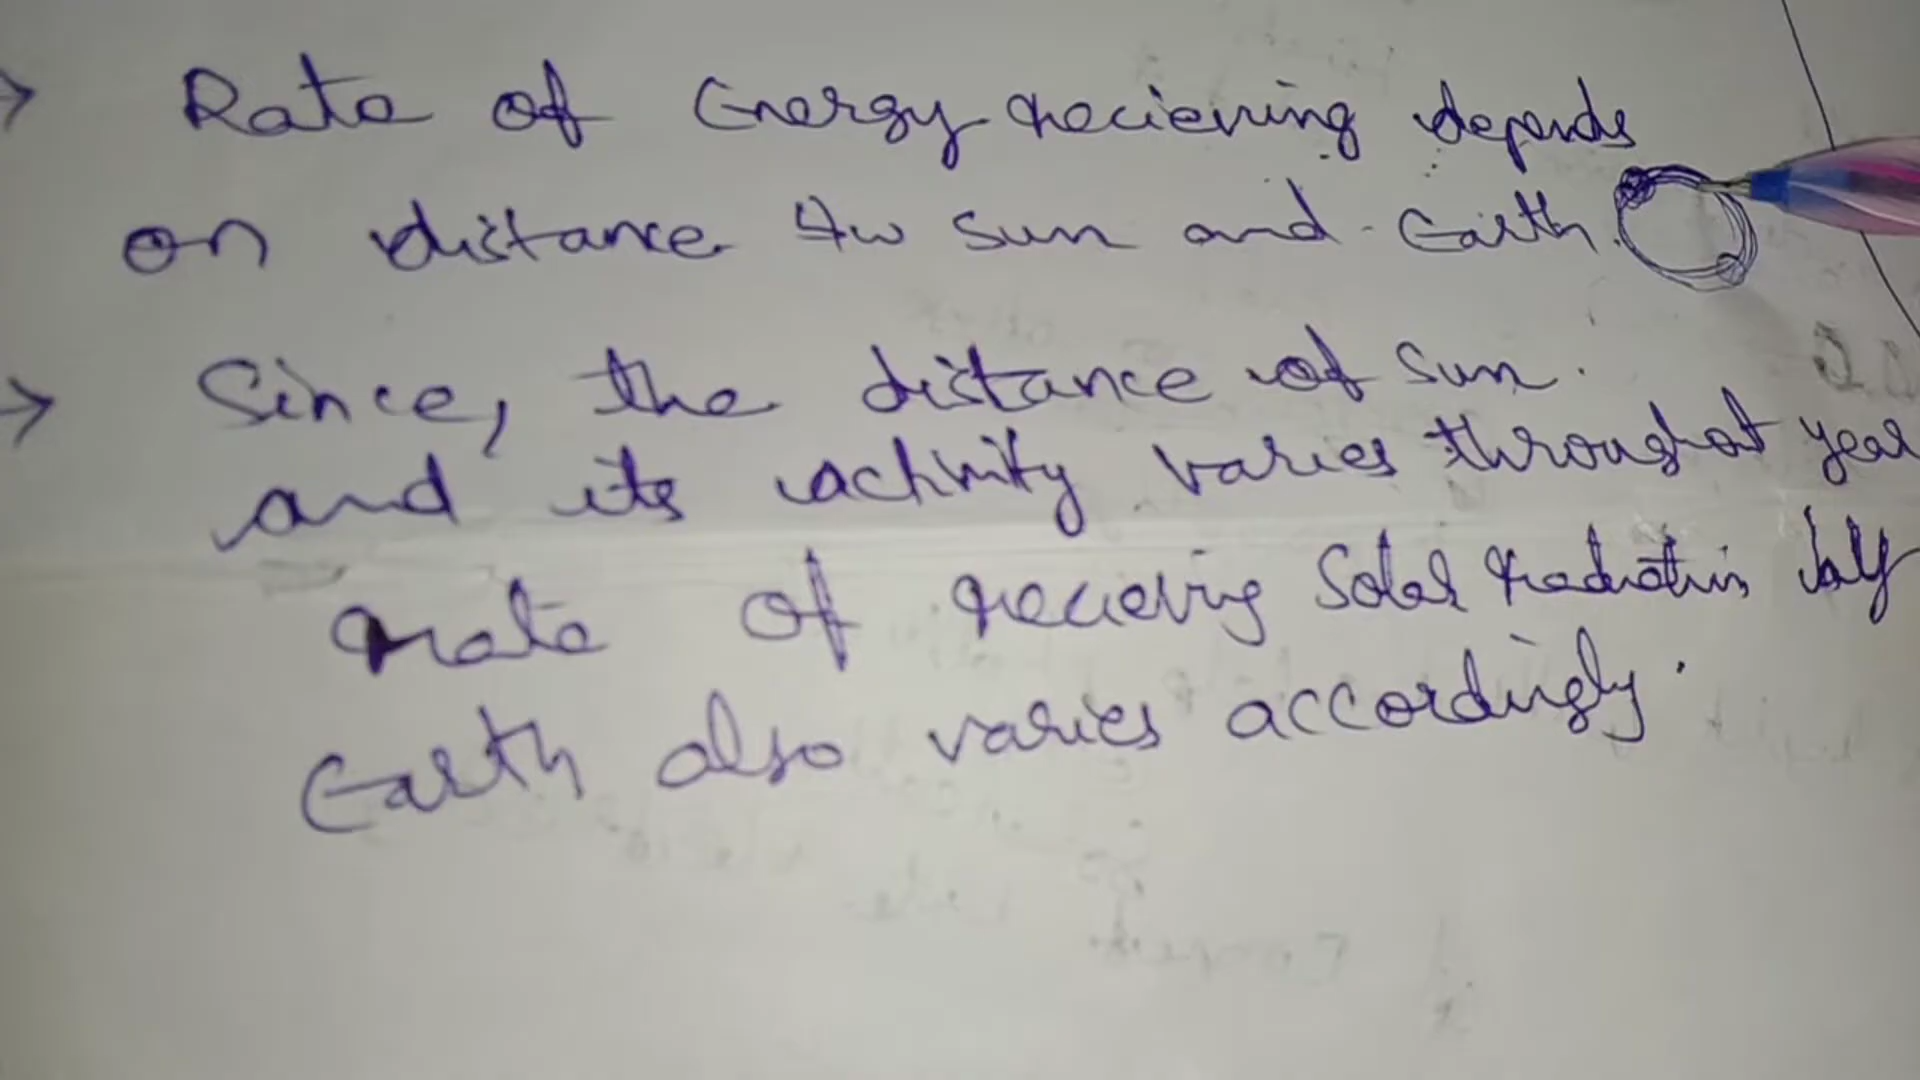 → Rate of Energy recieving depends
on distance b/w sun and Earth.
→ Since, the distance of sun.
and its activity varies throughout year
rate of recieving Solar radiation by
Earth also varies accordingly.